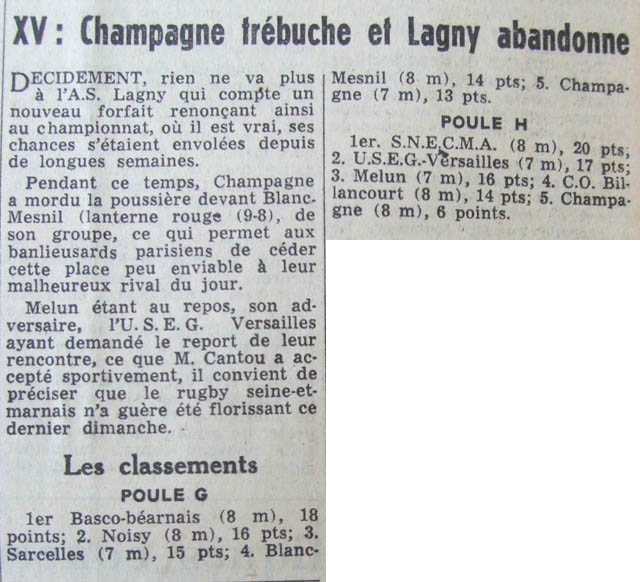 XV : Champagne trébuche et Lagny abandonne
DECIDEMENT, rien ne va plus
à l'A.S. Lagny qui compte un
nouveau forfait renonçant ainsi
au championnat, où il est vrai, ses
chances s'étaient envolées depuis
de longues semaines.
Pendant ce temps, Champagne
a mordu la poussière devant Blanc-
Mesnil (lanterne rouge (9-8), de
son groupe, ce qui permet aux
banlieusards parisiens de céder
cette place peu enviable à leur
malheureux rival du jour.
Melun étant au repos, son ad-
versaire, l'U.S.E.G. Versailles
ayant demandé le report de leur
rencontre, ce que M. Cantou a ac-
cepté sportivement, il convient de
préciser que le rugby seine-et-
marnais n'a guère été florissant ce
dernier dimanche.
Les classements
POULE G
1er Basco-béarnais (8 m), 18
points; 2. Noisy (8 m), 16 pts; 3.
Sarcelles (7 m), 15 pts; 4. Blanc-
Mesnil (8 m), 14 pts; 5. Champa-
gne (7 m), 13 pts.
POULE H
1er. S.N.E.C.M.A. (8 m), 20 pts;
2. U.S.E.G.-Versailles (7 m), 17 pts;
3. Melun (7 m), 16 pts; 4. C.O. Bil-
lancourt (8 m), 14 pts; 5. Champa-
gne (8 m), 6 points.